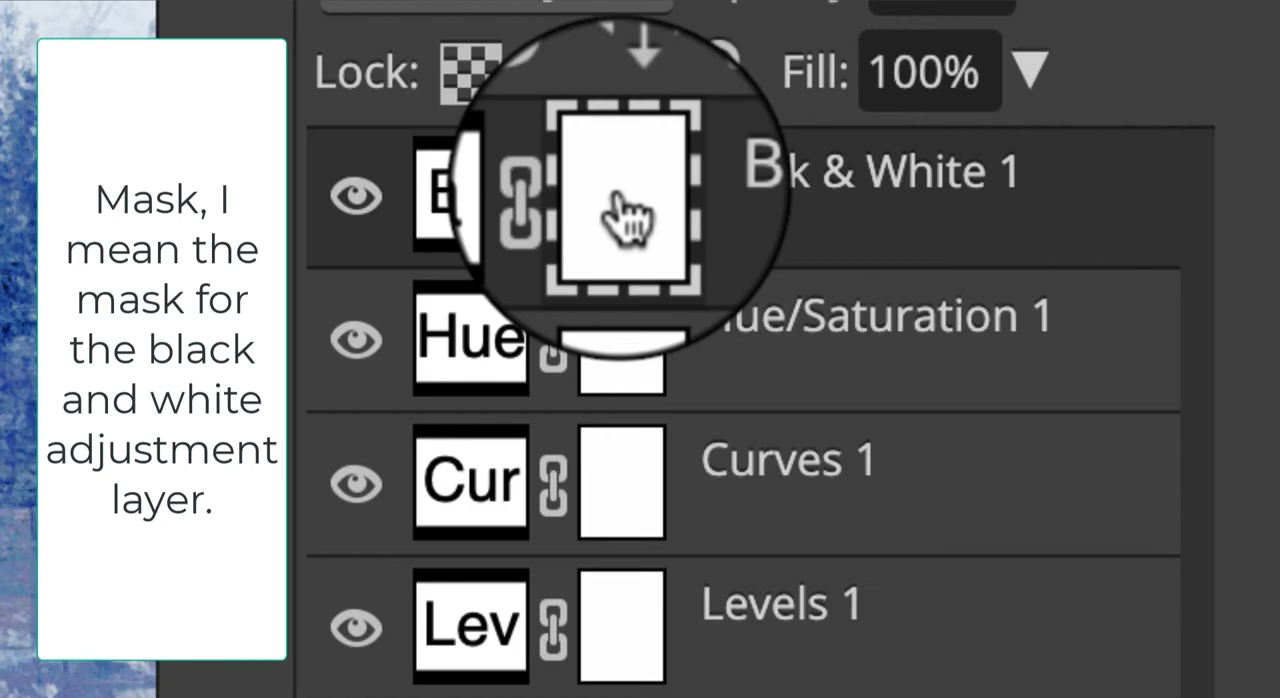 Mask, I
mean the
mask for
the black
and white
adjustment
layer.
Lock:
Fill: 100%
B
k & White 1
Hue
ue/Saturation 1
Cur
Curves 1
Lev
Levels 1